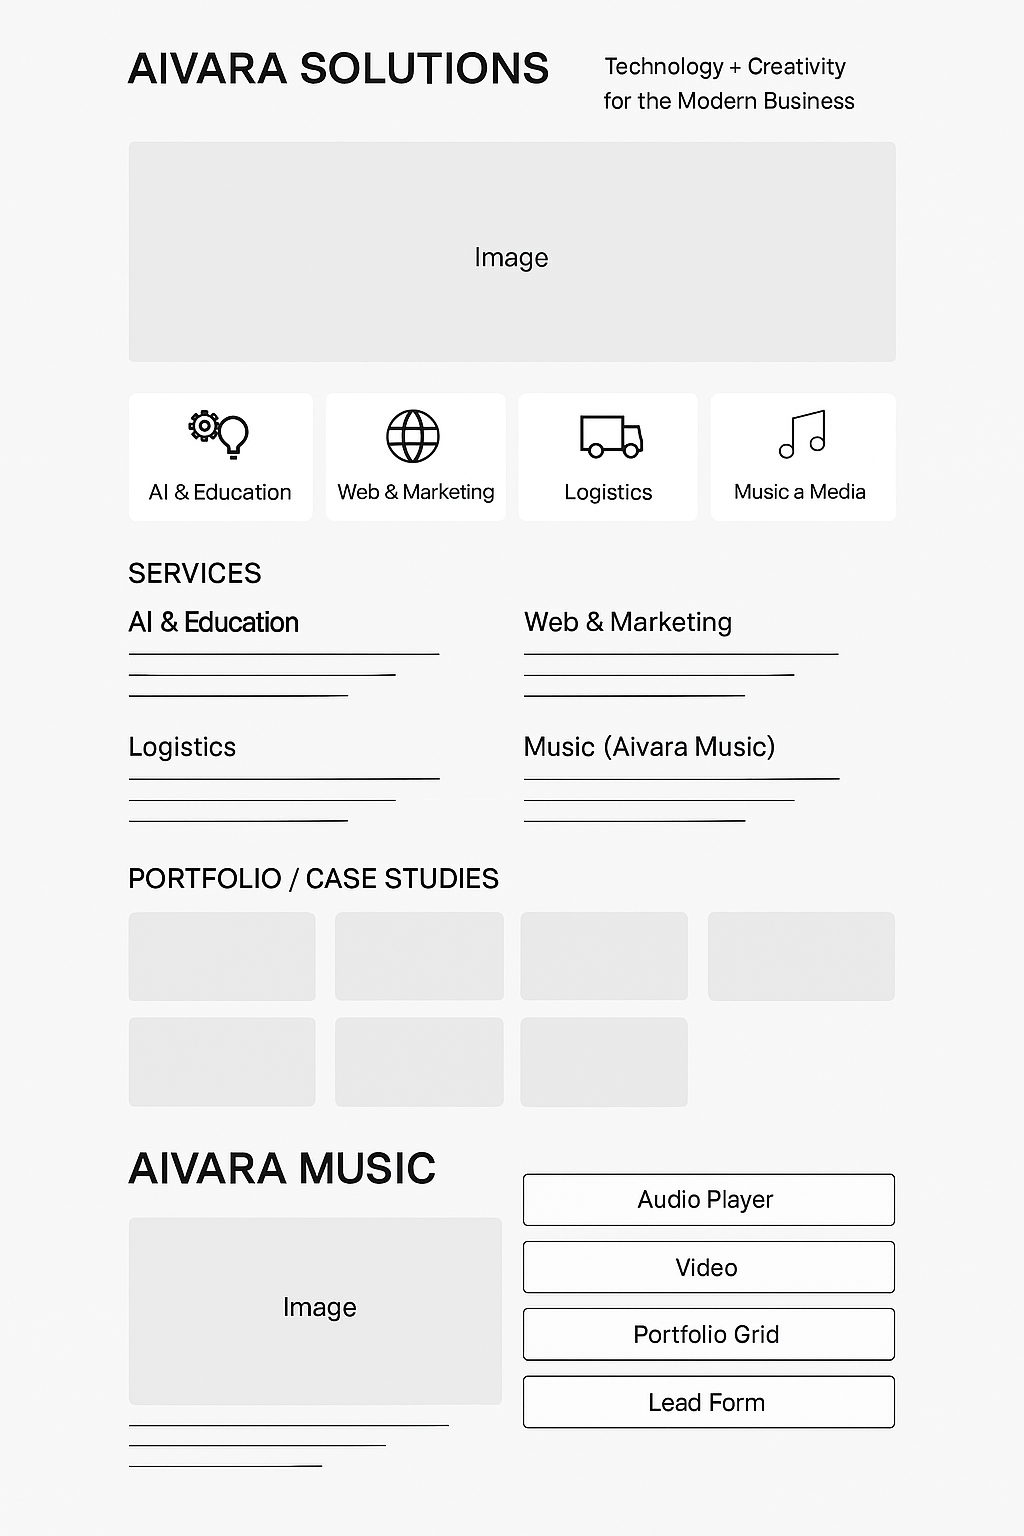 AIVARA SOLUTIONS
Technology + Creativity
for the Modern Business
Image
AI & Education
Web & Marketing
Logistics
Music a Media
SERVICES
AI & Education
Web & Marketing
Logistics
Music (Aivara Music)
PORTFOLIO / CASE STUDIES
AIVARA MUSIC
Image
Audio Player
Video
Portfolio Grid
Lead Form